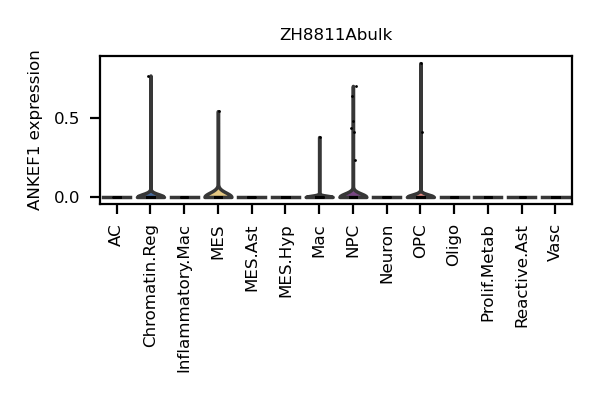 ZH8811Abulk
ANKEF1 expression
0.5
0.0
AC
Chromatin.Reg
Inflammatory.Mac
MES
MES.Ast
MES.Hyp
Mac
NPC
Neuron
OPC
Oligo
Prolif.Metab
Reactive.Ast
Vasc